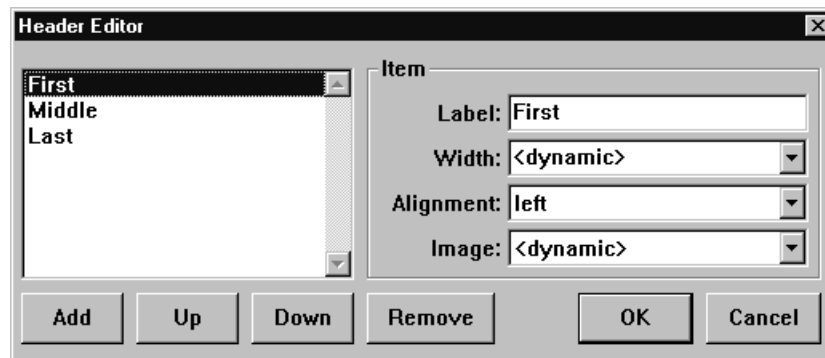 Header Editor
First
Middle
Last
Item
Label: First
Width: <dynamic>
Alignment: left
Image: <dynamic>
Add Up Down Remove OK Cancel